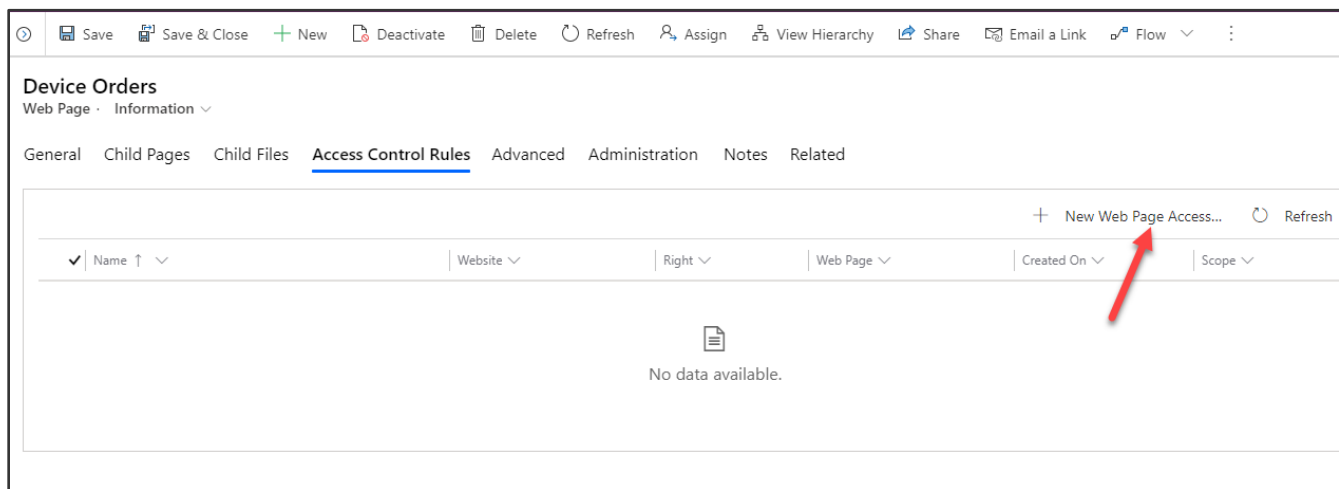 Save Save & Close New Deactivate Delete Refresh Assign View Hierarchy Share Email a Link Flow
Device Orders
Web Page · Information
General Child Pages Child Files Access Control Rules Advanced Administration Notes Related
New Web Page Access... Refresh
Name ↑ Website Right Web Page Created On Scope
No data available.